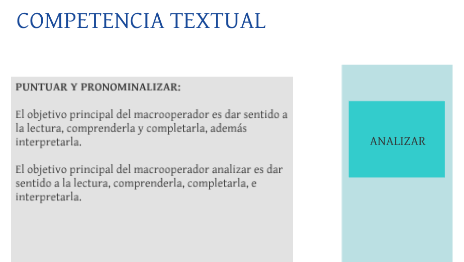 COMPETENCIA TEXTUAL
PUNTUAR Y PRONOMINALIZAR:
El objetivo principal del macrooperador es dar sentido a
la lectura, comprenderla y completarla, además
interpretarla.
El objetivo principal del macrooperador analizar es dar
sentido a la lectura, comprenderla, completarla, e
interpretarla.
ANALIZAR